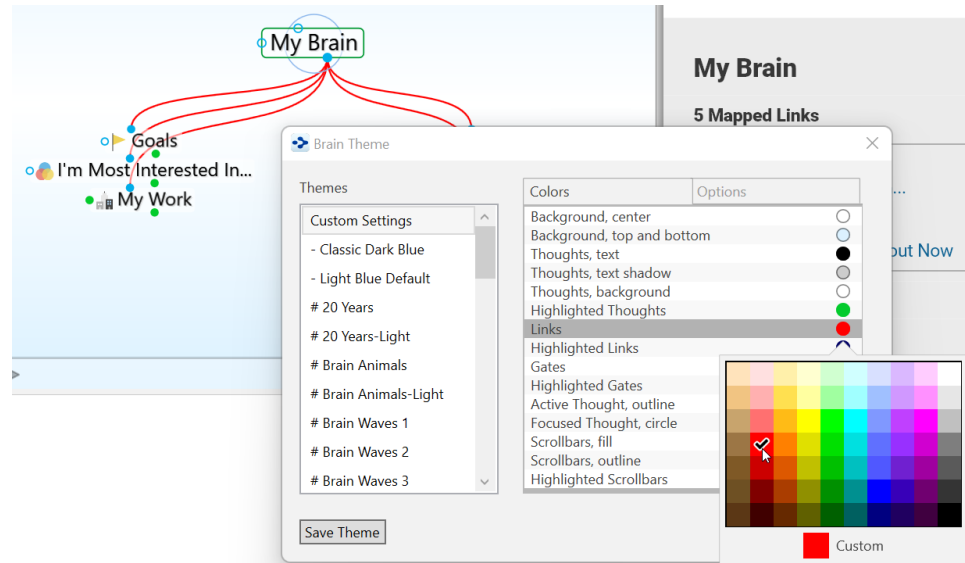 My Brain
Goals
I'm Most Interested In...
My Work
My Brain
5 Mapped Links
...
out Now
Brain Theme
Themes
Custom Settings
- Classic Dark Blue
- Light Blue Default
# 20 Years
# 20 Years-Light
# Brain Animals
# Brain Animals-Light
# Brain Waves 1
# Brain Waves 2
# Brain Waves 3
Save Theme
Colors
Options
Background, center
Background, top and bottom
Thoughts, text
Thoughts, text shadow
Thoughts, background
Highlighted Thoughts
Links
Highlighted Links
Gates
Highlighted Gates
Active Thought, outline
Focused Thought, circle
Scrollbars, fill
Scrollbars, outline
Highlighted Scrollbars
Custom